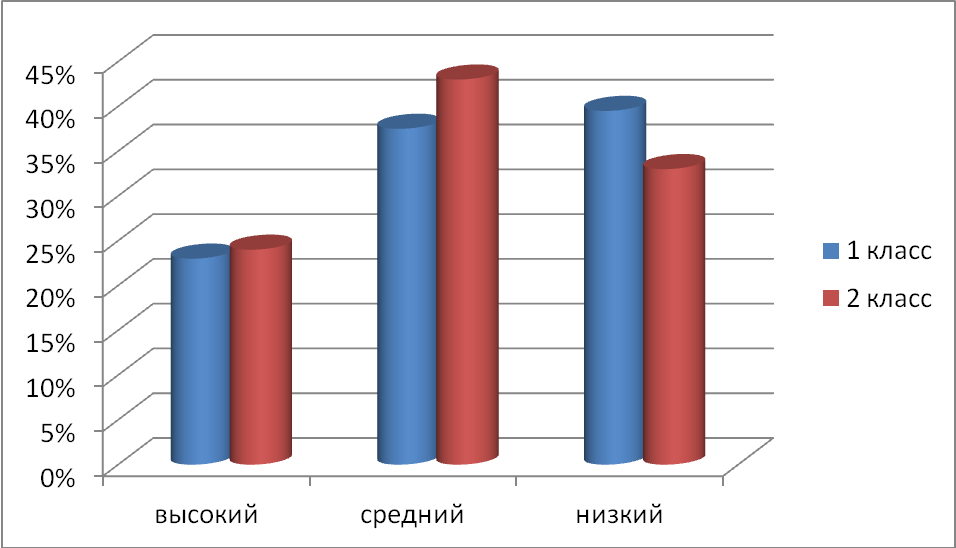 45%
40%
35%
30%
25%
20%
15%
10%
5%
0%
высокий
средний
низкий
1 класс
2 класс